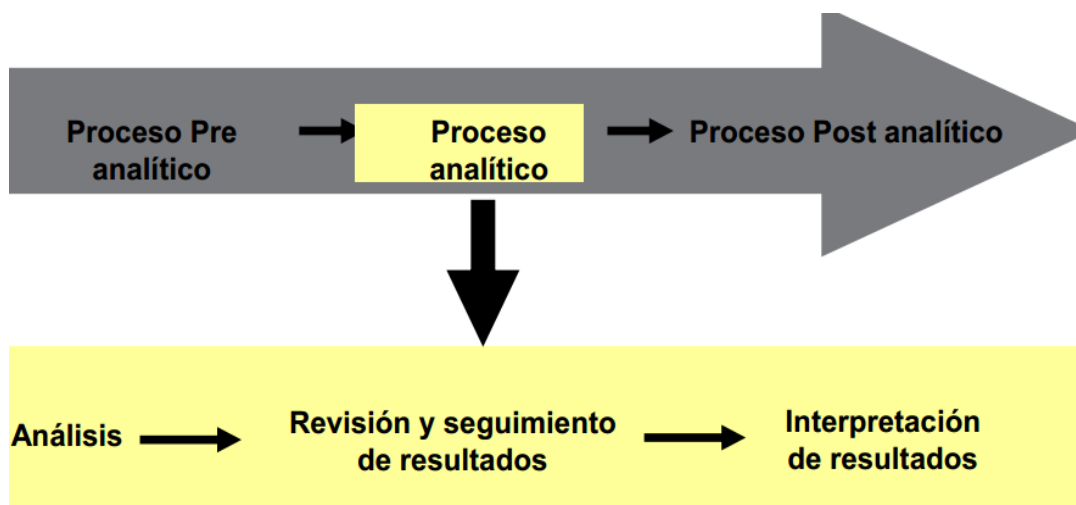 Proceso Pre
analítico
Proceso
analítico
Proceso Post analítico
Análisis
Revisión y seguimiento
de resultados
Interpretación
de resultados